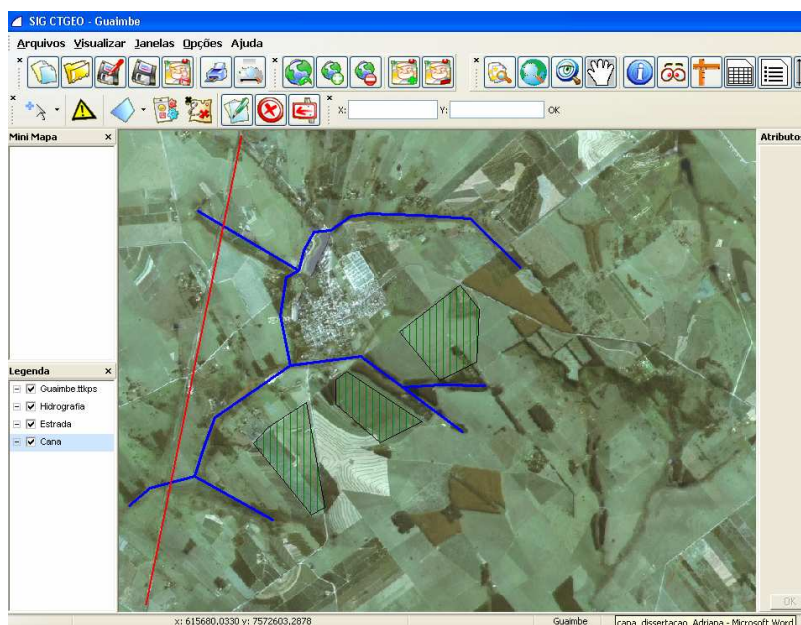 SIG CTGEO - Guaimbe
Arquivos Visualizar Janelas Opções Ajuda
X: Y: OK
Mini Mapa x
Atributo
Legenda x
Guaimbe.ttkps
Hidrografia
Estrada
Cana
OK
x: 615680,0330 y: 7572603,2878
Guaimbe
capa_dissertacao_Adriana - Microsoft Word